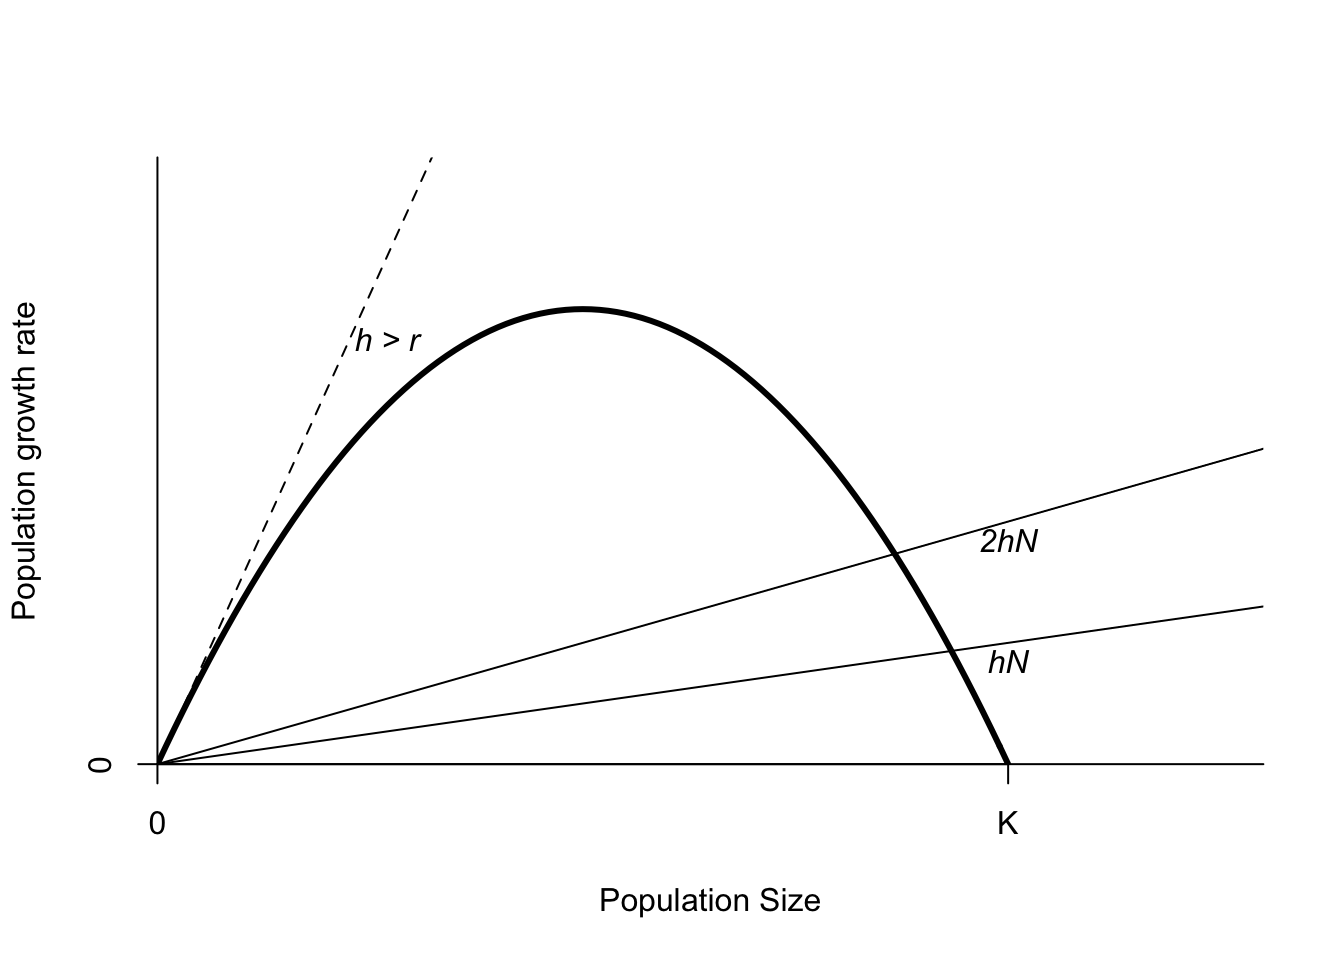 Population growth rate
h > r
2hN
hN
0
0
K
Population Size